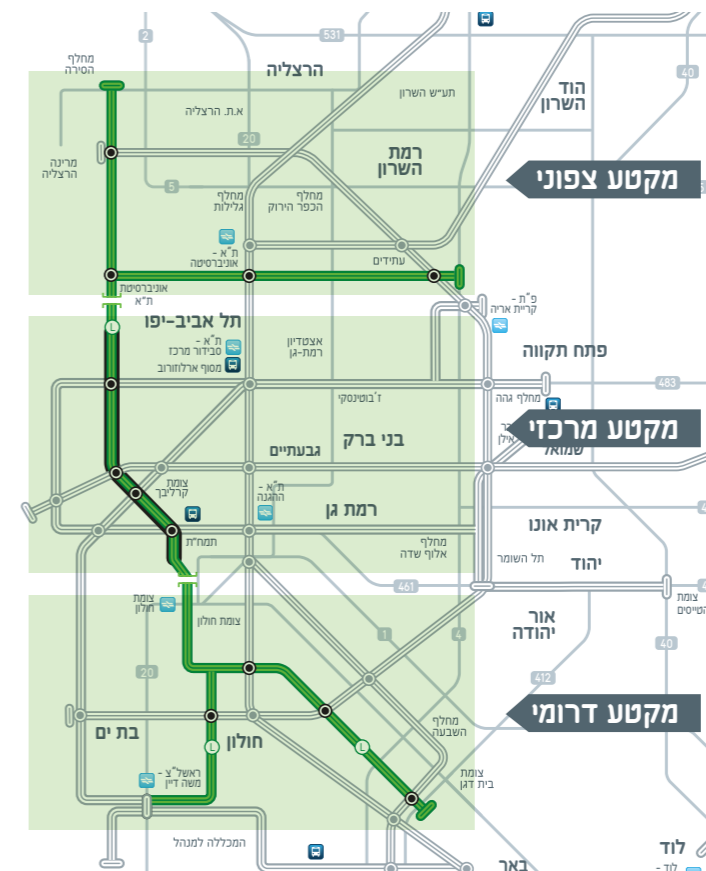 2
531
מחלף
הסירה
הרצליה
40
הוד
השרון
תע״ש השרון
א.ת. הרצליה
20
רמת
השרון
מרינה
הרצליה
מקטע צפוני
5
מחלף
גלילות
מחלף
הכפר הירוק
ת״א -
אוניברסיטה
עתידים
אוניברסיטת
ת״א
פ״ת -
קריית אריה
L
תל אביב-יפו
ת״א -
סבידור מרכז
מסוף ארלוזורוב
אצטדיון
רמת-גן
פתח תקווה
483
ז׳בוטינסקי
מחלף גהה
מקטע מרכזי
אילן
שמואל
בני ברק
גבעתיים
צומת
קרליבך
ת״א -
ההגנה
רמת גן
תמח״ת
קרית אונו
מחלף
אלוף שדה
תל השומר
יהוד
461
צומת
חולון
צומת חולון
צומת
הטייסים
אור
יהודה
1
4
40
20
412
מקטע דרומי
מחלף
השבעה
בת ים
חולון
L
L
ראשל״צ -
משה דיין
צומת
בית דגן
המכללה למנהל
לוד
לוד -
באר